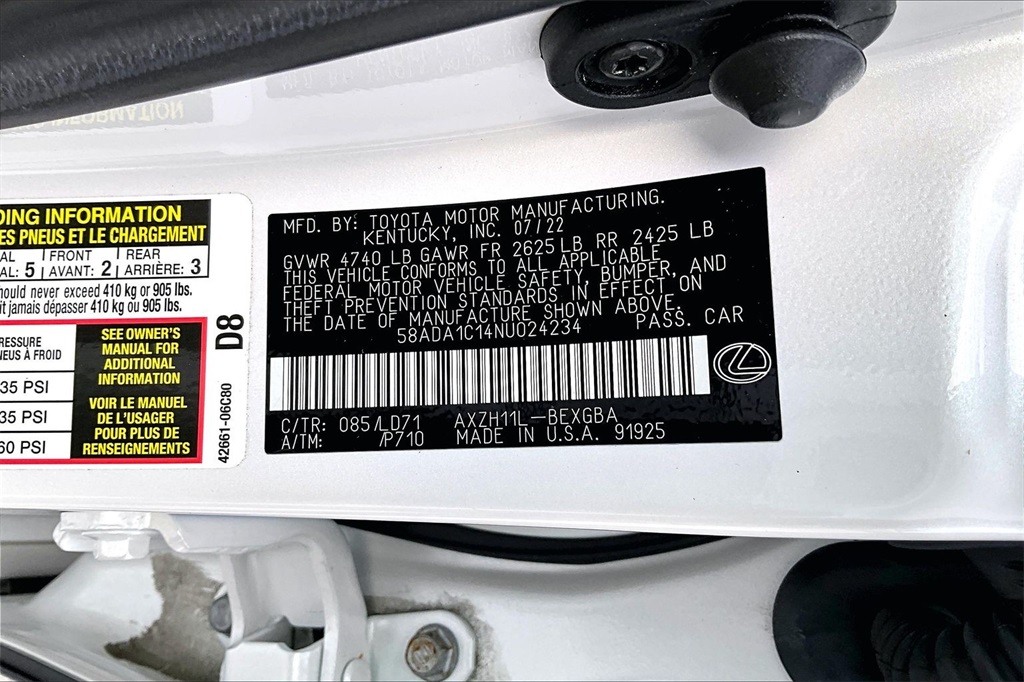 DING INFORMATION
ES PNEUS ET LE CHARGEMENT
AL FRONT REAR
AL: 5 AVANT: 2 ARRIÈRE: 3
hould never exceed 410 kg or 905 lbs.
it jamais dépasser 410 kg ou 905 lbs.
PRESSURE
NEUS À FROID
35 PSI
35 PSI
60 PSI
SEE OWNER'S
MANUAL FOR
ADDITIONAL
INFORMATION
VOIR LE MANUEL
DE L'USAGER
POUR PLUS DE
RENSEIGNEMENTS
D8
42661-06C80
MFD. BY: TOYOTA MOTOR MANUFACTURING.
KENTUCKY, INC. 07/22
GVWR 4740 LB GAWR FR 2625 LB RR 2425 LB
THIS VEHICLE CONFORMS TO ALL APPLICABLE
FEDERAL MOTOR VEHICLE SAFETY, BUMPER, AND
THEFT PREVENTION STANDARDS IN EFFECT ON
THE DATE OF MANUFACTURE SHOWN ABOVE.
58ADA1C14NU024234 PASS. CAR
C/TR: 085/LD71 AXZH11L-BEXGBA
A/TM: /P710 MADE IN U.S.A. 91925